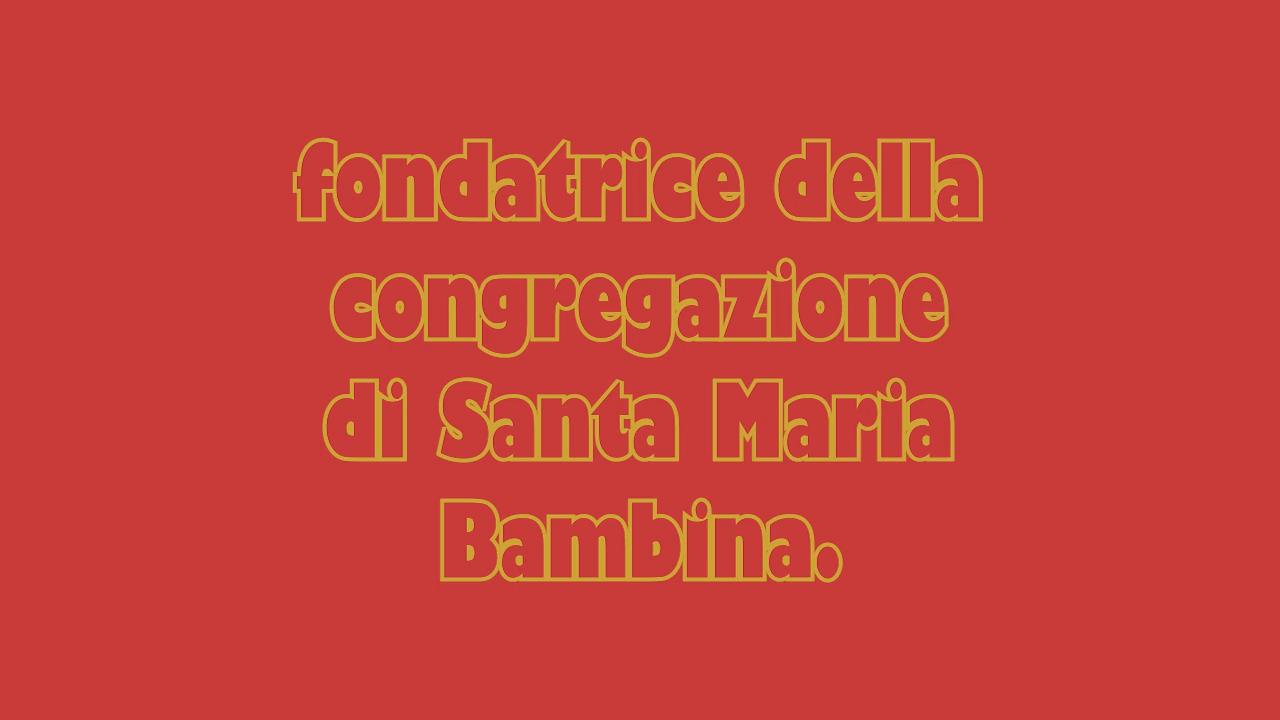 fondatrice della
congregazione
di Santa Maria
Bambina.